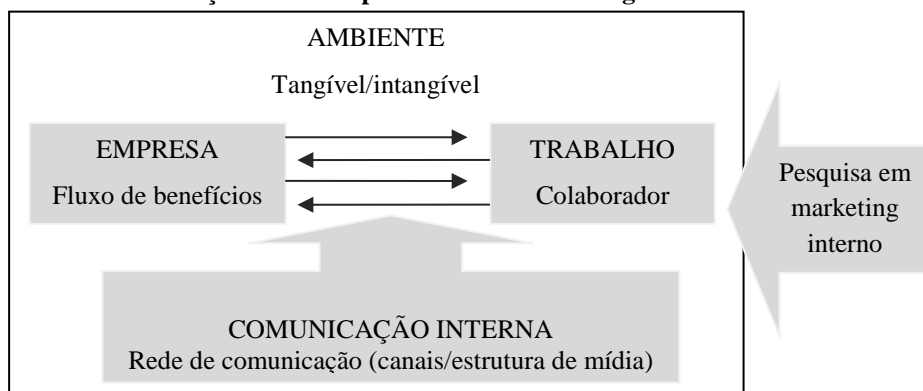 AMBIENTE
Tangível/intangível
EMPRESA
Fluxo de benefícios
TRABALHO
Colaborador
Pesquisa em
marketing
interno
COMUNICAÇÃO INTERNA
Rede de comunicação (canais/estrutura de mídia)